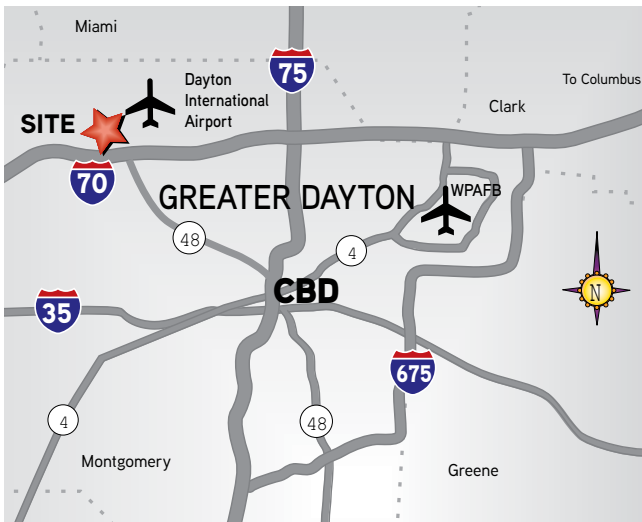 Miami
75
To Columbus
Dayton
International
Airport
Clark
SITE
70
WPAFB
GREATER DAYTON
48
4
N
CBD
35
675
4
48
Montgomery
Greene